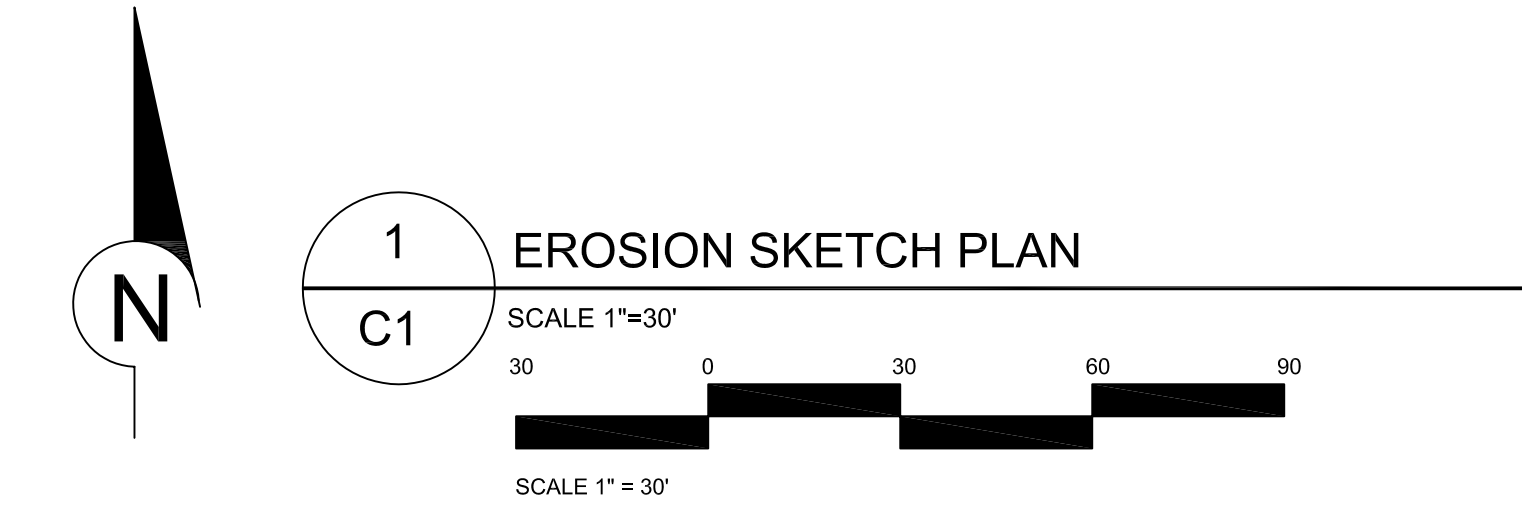 N
1
EROSION SKETCH PLAN
C1
SCALE 1"=30'
30 0 30 60 90
SCALE 1" = 30'